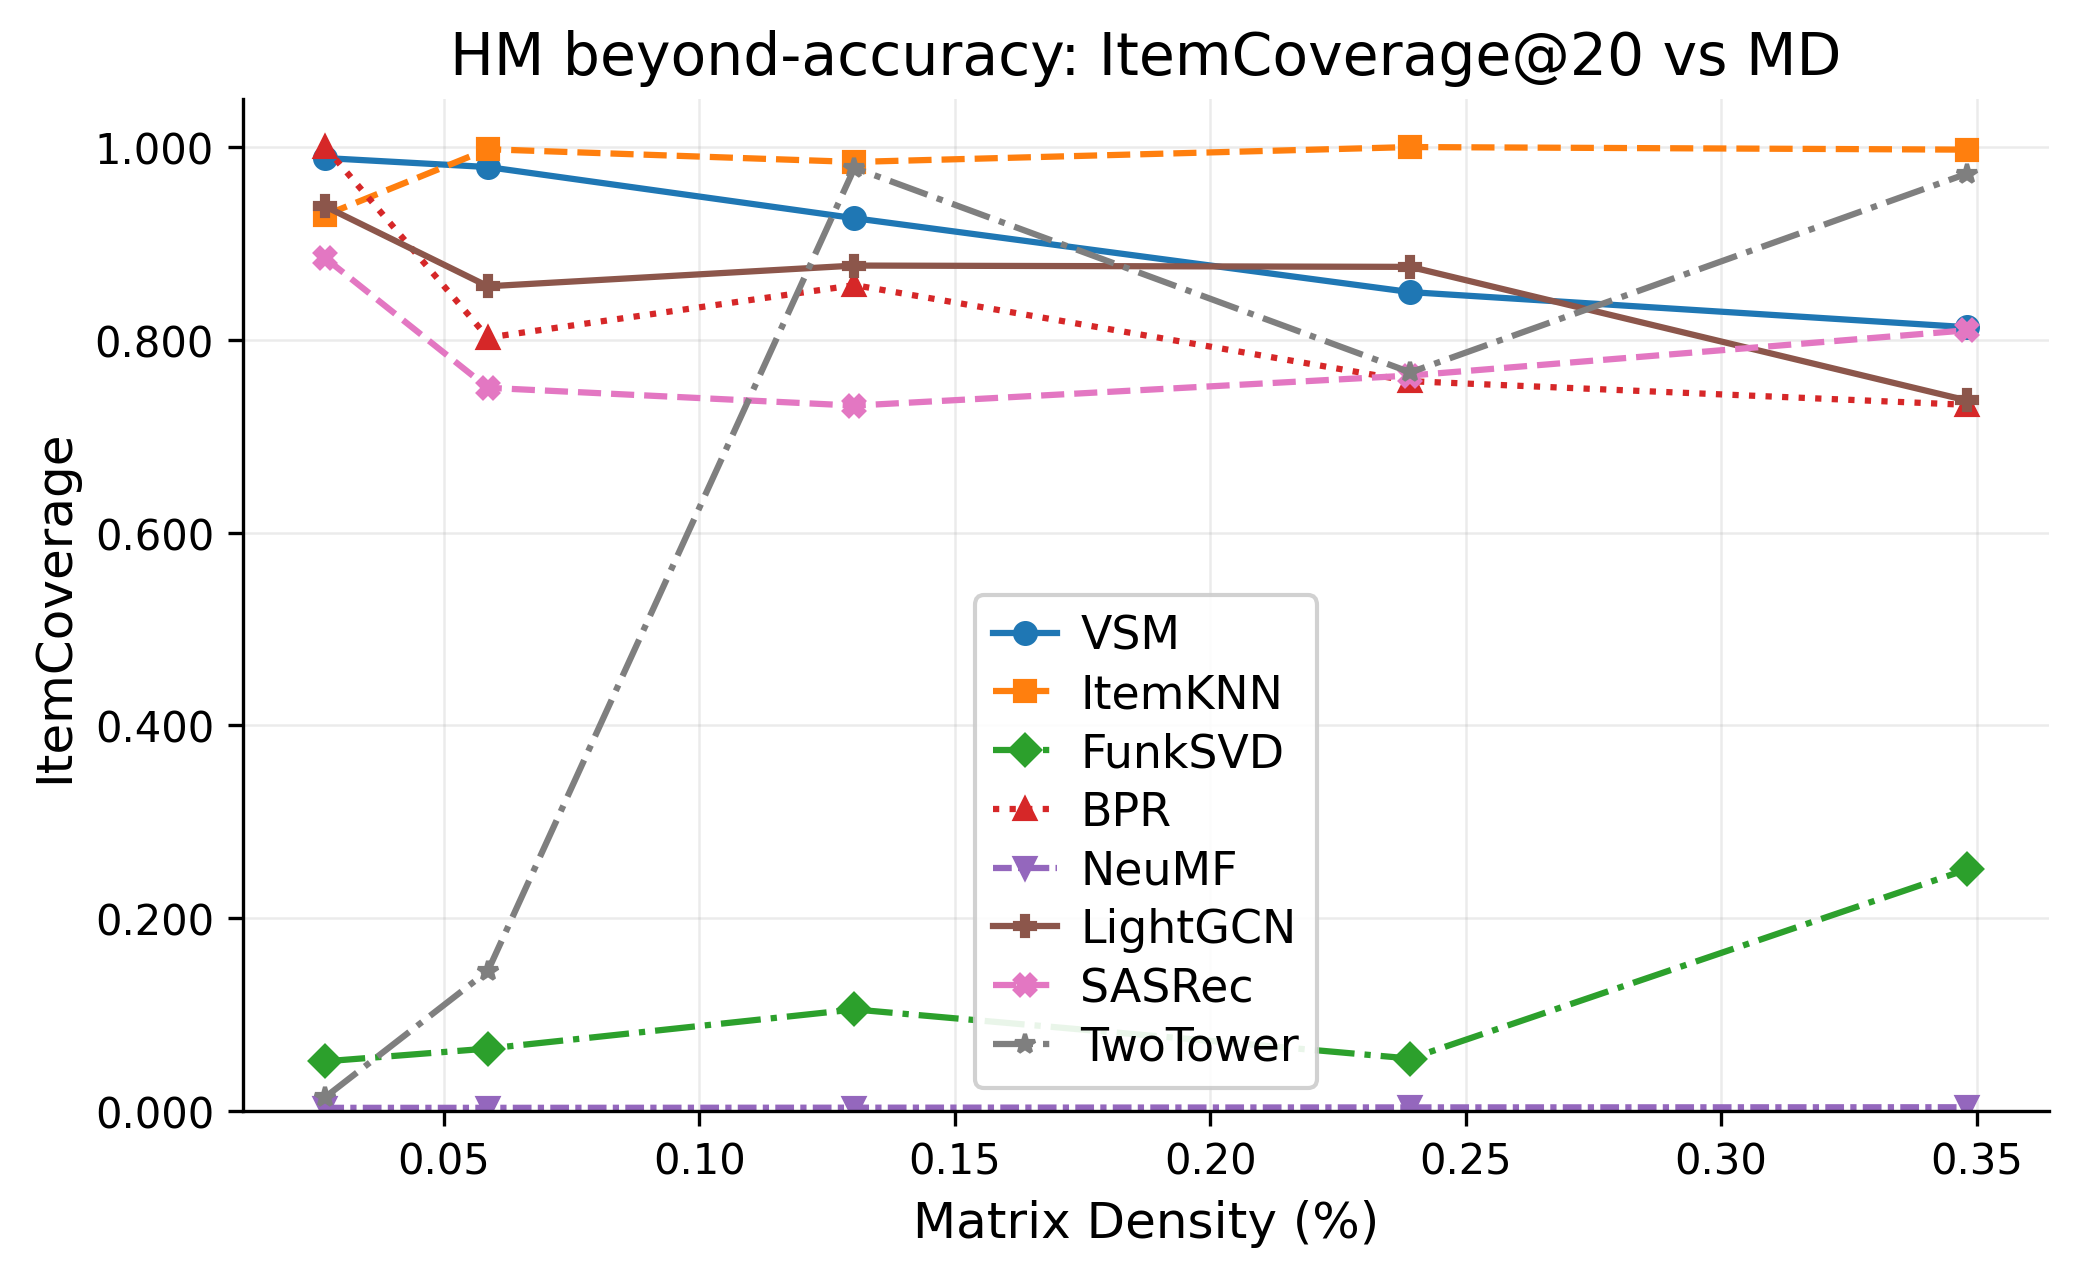 HM beyond-accuracy: ItemCoverage@20 vs MD
ItemCoverage
1.000
0.800
0.600
0.400
0.200
0.000
VSM
ItemKNN
FunkSVD
BPR
NeuMF
LightGCN
SASRec
TwoTower
0.05 0.10 0.15 0.20 0.25 0.30 0.35
Matrix Density (%)